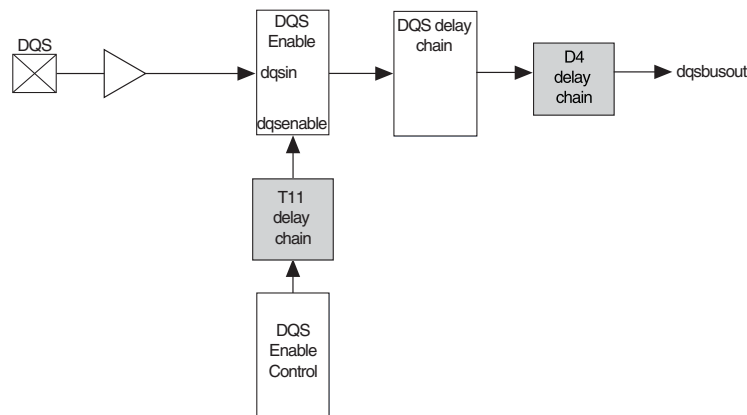 DQS
DQS
Enable
dqsin
dqsenable
DQS delay
chain
D4
delay
chain
dqsbusout
T11
delay
chain
DQS
Enable
Control